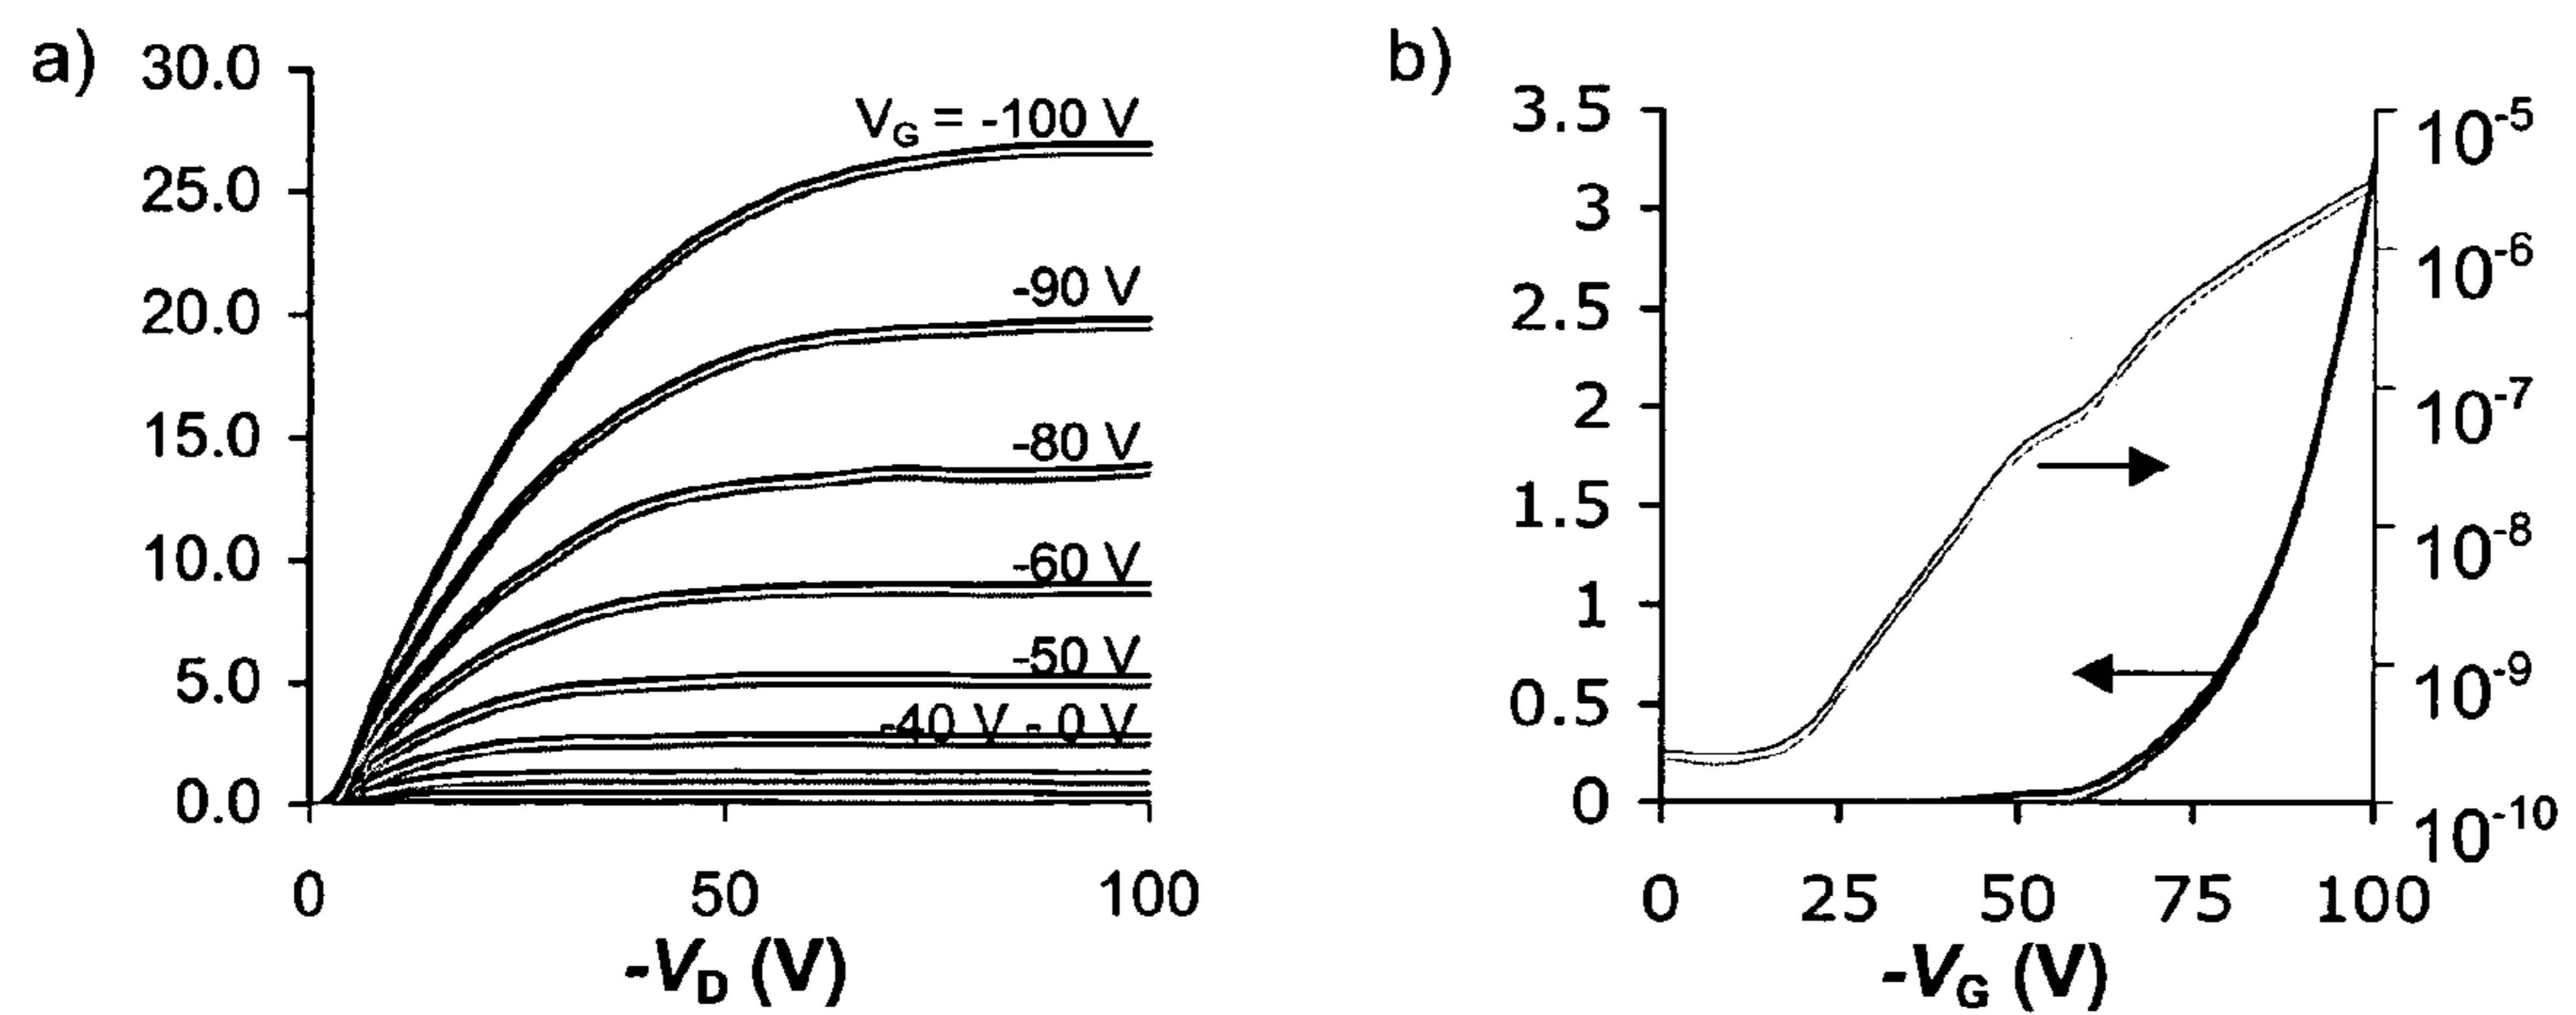 a)
30.0
25.0
20.0
15.0
10.0
5.0
0.0
V_G = -100 V
-90 V
-80 V
-60 V
-50 V
-40 V - 0 V
0 50 100
-V_D (V)
b)
3.5
3
2.5
2
1.5
1
0.5
0
10^-5
10^-6
10^-7
10^-8
10^-9
10^-10
0 25 50 75 100
-V_G (V)